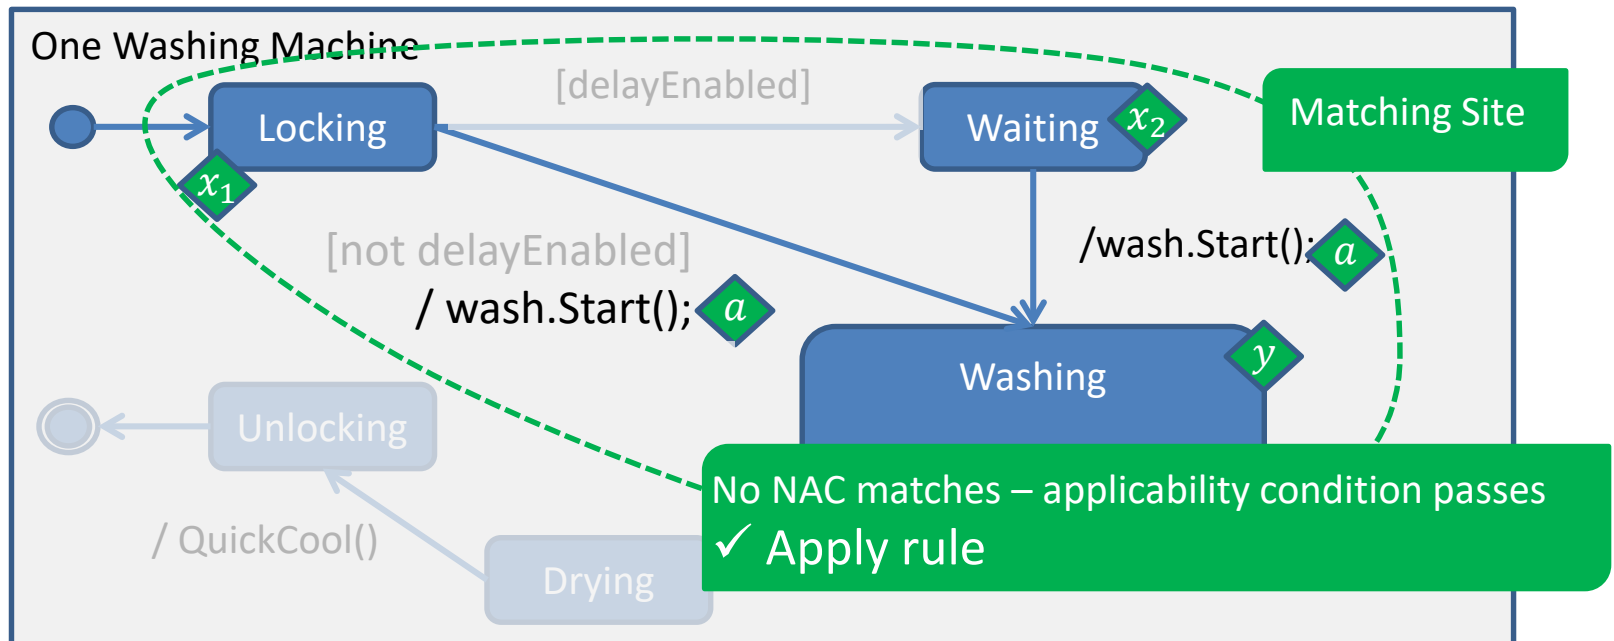 One Washing Machine
[delayEnabled]
Locking
Waiting
x₂
Matching Site
x₁
[not delayEnabled]
/ wash.Start();
a
/wash.Start();
a
Washing
y
Unlocking
No NAC matches – applicability condition passes
✓ Apply rule
/ QuickCool()
Drying